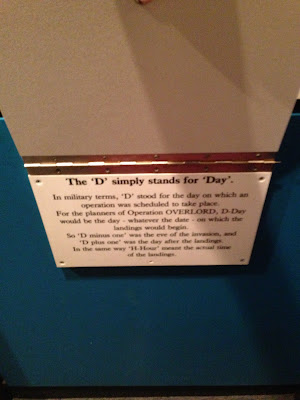 The 'D' simply stands for 'Day'.
In military terms, 'D' stood for the day on which an
operation was scheduled to take place.
For the planners of Operation OVERLORD, D-Day
would be the day - whatever the date - on which the
landings would begin.
So 'D minus one' was the eve of the invasion, and
'D plus one' was the day after the landings.
In the same way 'H-Hour' meant the actual time
of the landings.